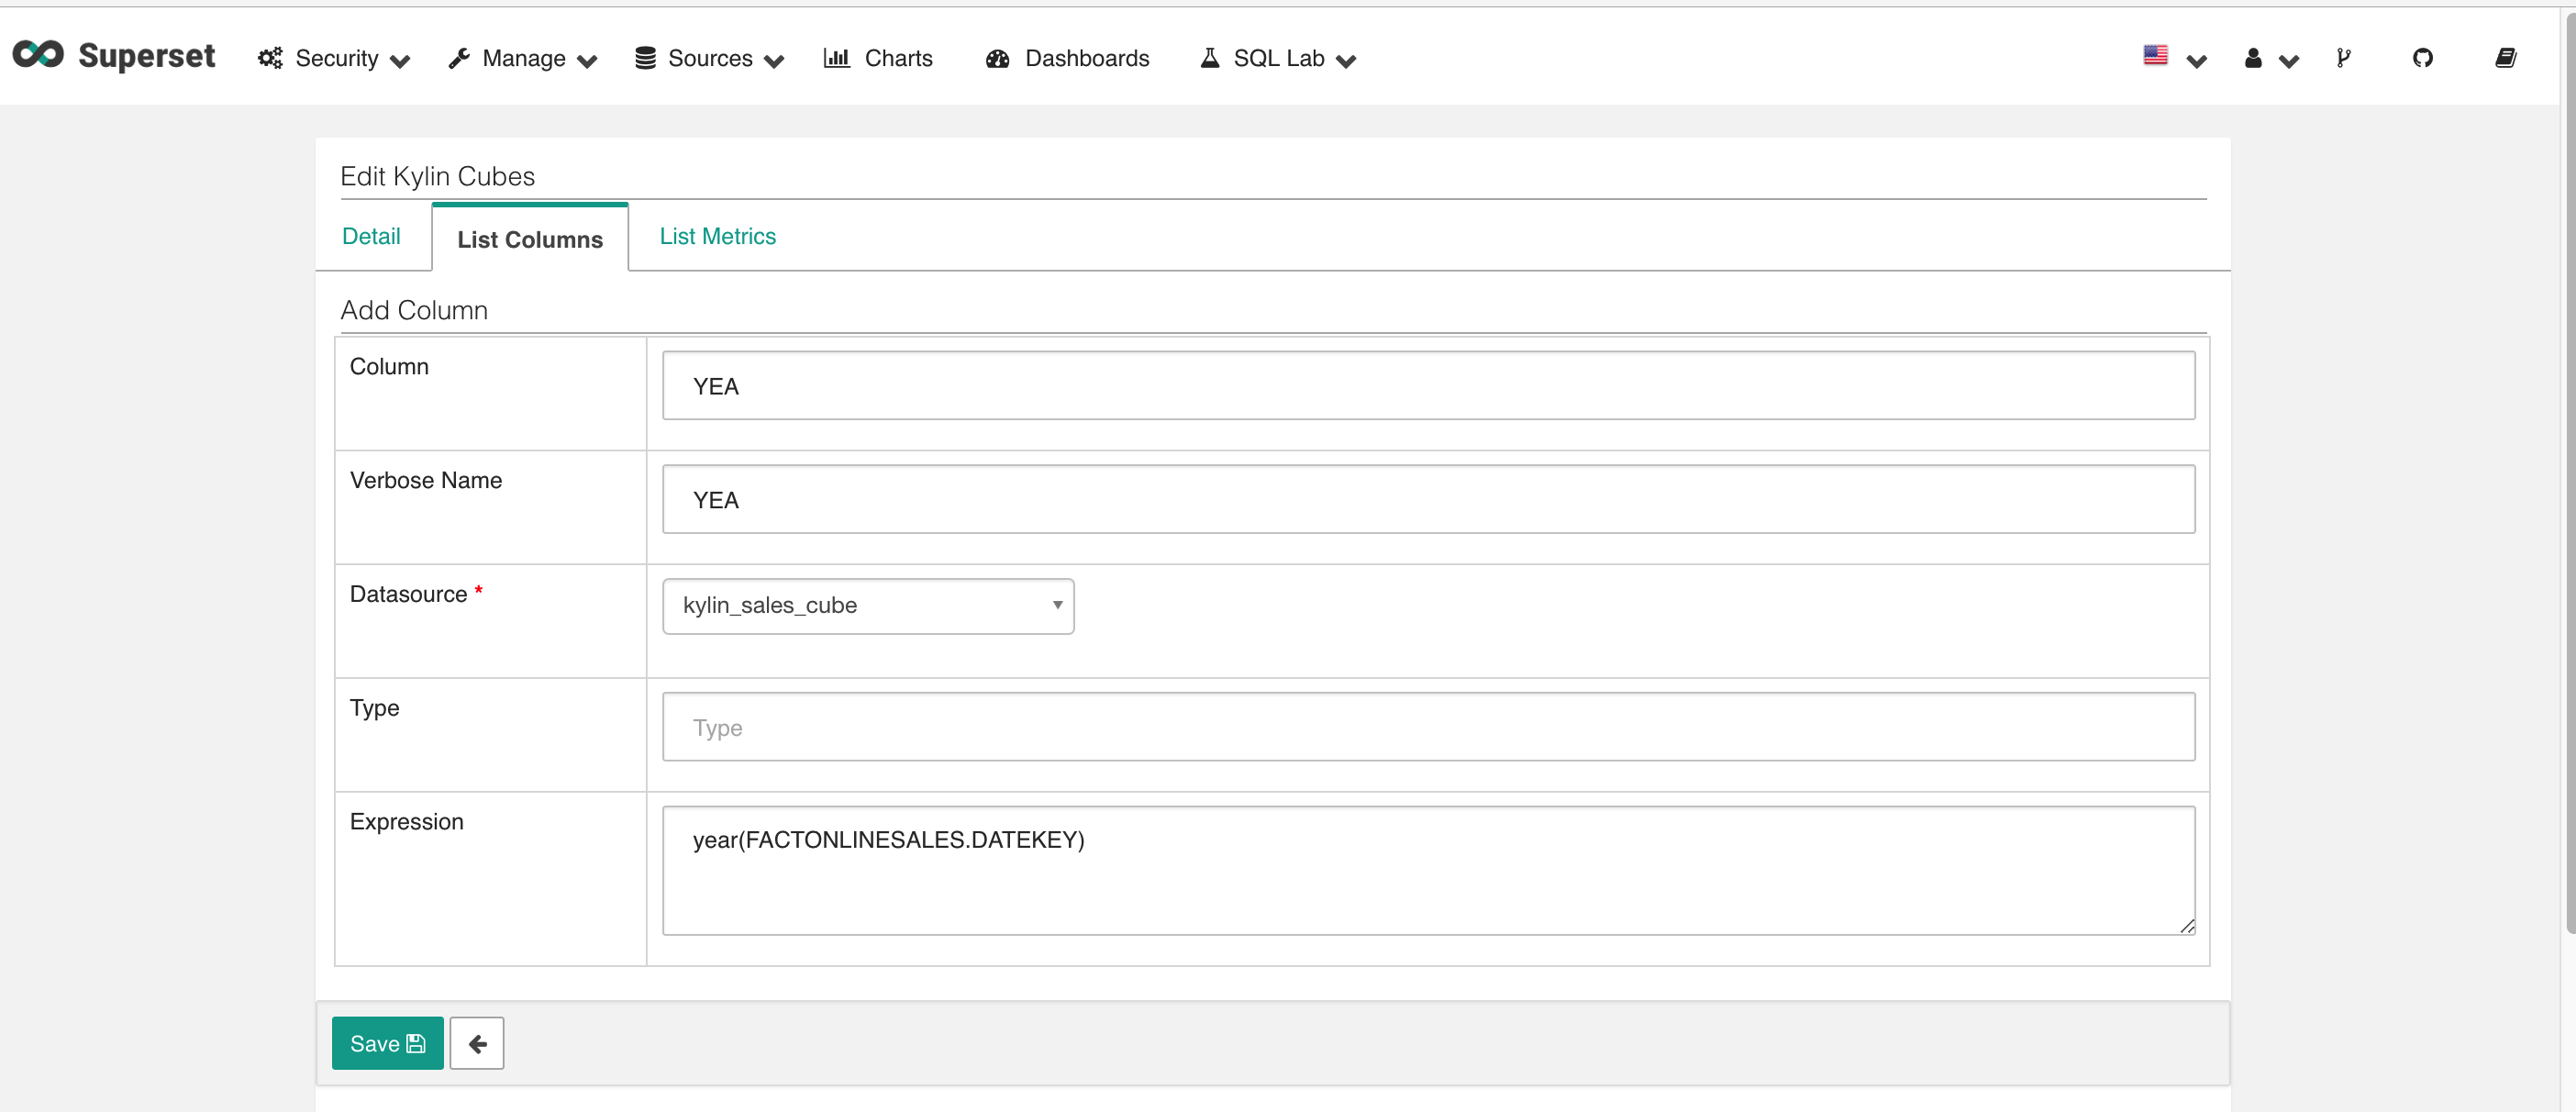 Superset Security Manage Sources Charts Dashboards SQL Lab
Edit Kylin Cubes
Detail List Columns List Metrics
Add Column
Column YEA
Verbose Name YEA
Datasource * kylin_sales_cube
Type Type
Expression year(FACTONLINESALES.DATEKEY)
Save